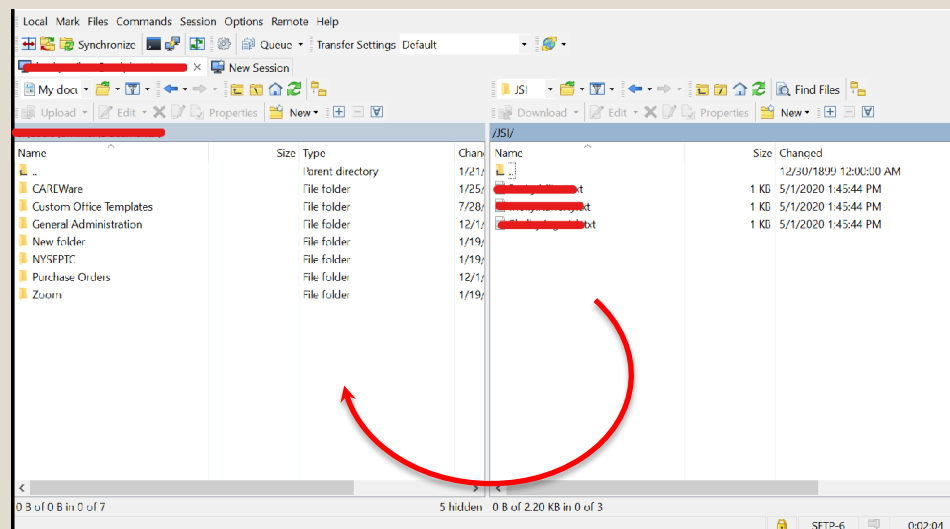 Local Mark Files Commands Session Options Remote Help
Synchronize Queue Transfer Settings Default
New Session
My docu JSI Find Files
Upload Edit Properties New Download Edit Properties New
/JSI/
Name Size Type Chan Name Size Changed
.. Parent directory 1/21/ .. 12/30/1899 12:00:00 AM
CAREWare File folder 1/25/ xt 1 KB 5/1/2020 1:45:44 PM
Custom Office Templates File folder 7/28/ txt 1 KB 5/1/2020 1:45:44 PM
General Administration File folder 12/1/ txt 1 KB 5/1/2020 1:45:44 PM
New folder File folder 1/19/
NYSFPTC File folder 1/19/
Purchase Orders File folder 12/1/
Zoom File folder 1/19/
0 B of 0 B in 0 of 7 5 hidden 0 B of 2.20 KB in 0 of 3
SFTP-6 0:02:04